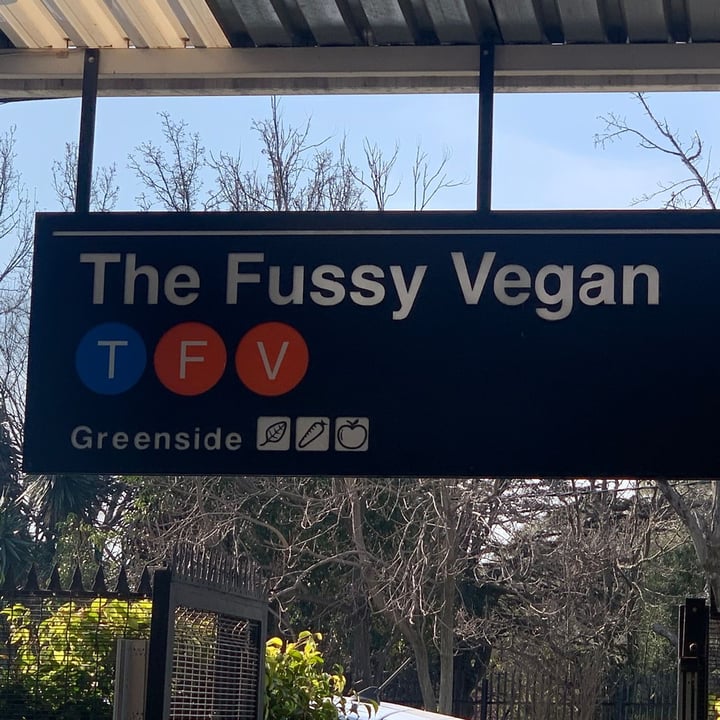 The Fussy Vegan
T F V
Greenside